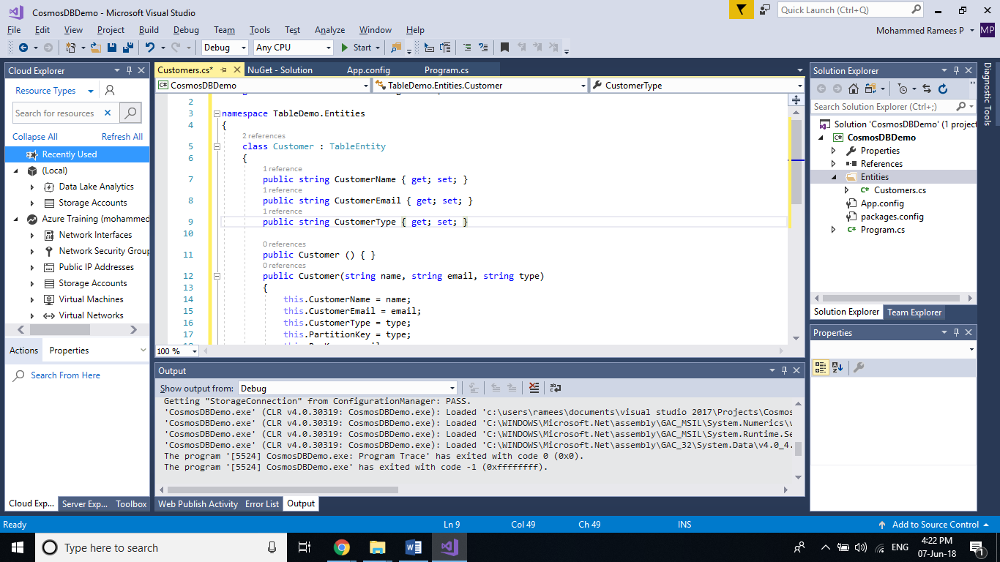 CosmosDBDemo - Microsoft Visual Studio
Quick Launch (Ctrl+Q)
File Edit View Project Build Debug Team Tools Test Analyze Window Help
Mohammed Ramees P
MP
Debug Any CPU Start
Cloud Explorer
Resource Types
Search for resources
Collapse All Refresh All
Recently Used
(Local)
Data Lake Analytics
Storage Accounts
Azure Training (mohammed
Network Interfaces
Network Security Group
Public IP Addresses
Storage Accounts
Virtual Machines
Virtual Networks
Actions Properties
Search From Here
Cloud Exp... Server Exp... Toolbox
Customers.cs* NuGet - Solution App.config Program.cs
CosmosDBDemo TableDemo.Entities.Customer CustomerType
2
3 namespace TableDemo.Entities
4 {
2 references
5 class Customer : TableEntity
6 {
1 reference
7 public string CustomerName { get; set; }
1 reference
8 public string CustomerEmail { get; set; }
1 reference
9 public string CustomerType { get; set; }
10
0 references
11 public Customer () { }
0 references
12 public Customer(string name, string email, string type)
13 {
14 this.CustomerName = name;
15 this.CustomerEmail = email;
16 this.CustomerType = type;
17 this.PartitionKey = type;
100 %
Output
Show output from: Debug
Getting "StorageConnection" from ConfigurationManager: PASS.
'CosmosDBDemo.exe' (CLR v4.0.30319: CosmosDBDemo.exe): Loaded 'c:\users\ramees\documents\visual studio 2017\Projects\Cosmos
'CosmosDBDemo.exe' (CLR v4.0.30319: CosmosDBDemo.exe): Loaded 'C:\WINDOWS\Microsoft.Net\assembly\GAC_MSIL\System.Numerics\v
'CosmosDBDemo.exe' (CLR v4.0.30319: CosmosDBDemo.exe): Loaded 'C:\WINDOWS\Microsoft.Net\assembly\GAC_MSIL\System.Runtime.Se
'CosmosDBDemo.exe' (CLR v4.0.30319: CosmosDBDemo.exe): Loaded 'C:\WINDOWS\Microsoft.Net\assembly\GAC_32\System.Data\v4.0_4.
The program '[5524] CosmosDBDemo.exe: Program Trace' has exited with code 0 (0x0).
The program '[5524] CosmosDBDemo.exe' has exited with code -1 (0xffffffff).
Web Publish Activity Error List Output
Solution Explorer
Search Solution Explorer (Ctrl+;)
Solution 'CosmosDBDemo' (1 project
CosmosDBDemo
Properties
References
Entities
C# Customers.cs
App.config
packages.config
C# Program.cs
Solution Explorer Team Explorer
Properties
Diagnostic Tools
Ready Ln 9 Col 49 Ch 49 INS Add to Source Control
Type here to search
ENG
4:22 PM
07-Jun-18
1